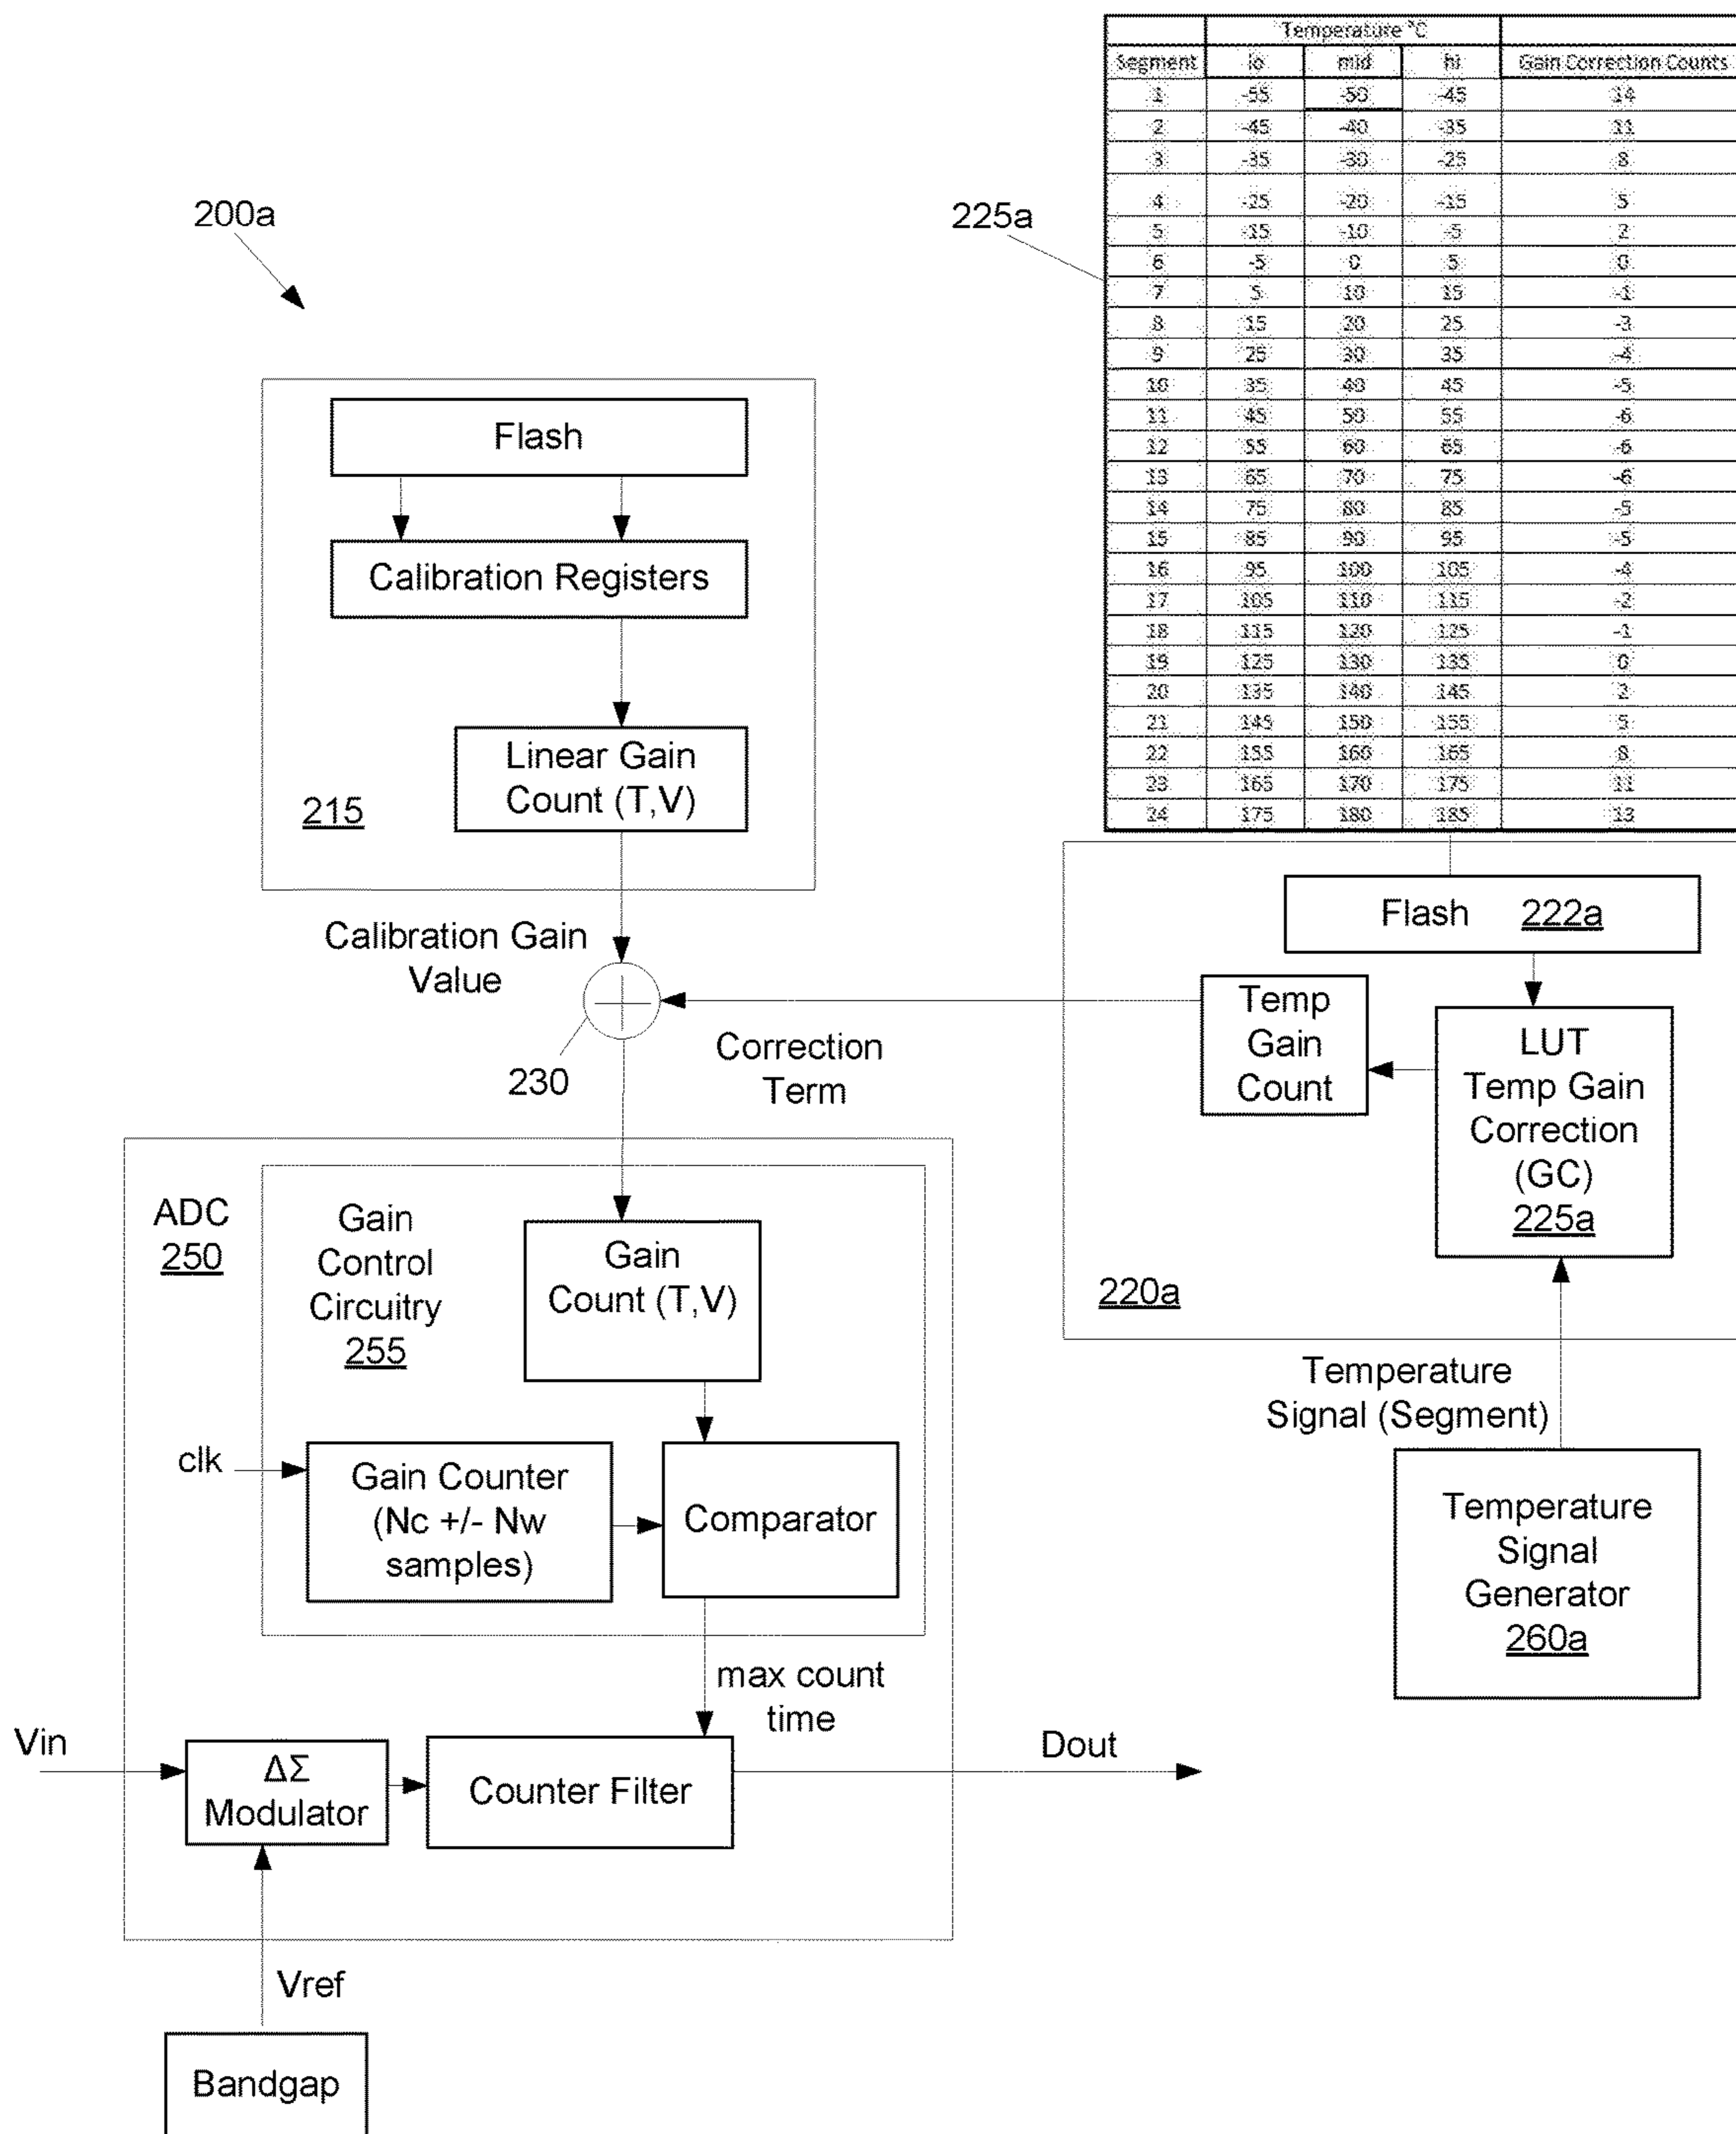 Temperature °C
Segment lo mid hi Gain Correction Counts
1 -55 -50 -45 14
2 -45 -40 -35 11
3 -35 -30 -25 8
4 -25 -20 -15 5
5 -15 -10 -5 2
6 -5 0 5 0
7 5 10 15 -1
8 15 20 25 -3
9 25 30 35 -4
10 35 40 45 -5
11 45 50 55 -6
12 55 60 65 -6
13 65 70 75 -6
14 75 80 85 -5
15 85 90 95 -5
16 95 100 105 -4
17 105 110 115 -2
18 115 120 125 -1
19 125 130 135 0
20 135 140 145 2
21 145 150 155 5
22 155 160 165 8
23 165 170 175 11
24 175 180 185 13
200a
225a
Flash
Calibration Registers
Linear Gain
Count (T,V)
215
Calibration Gain
Value
230
Correction
Term
Flash 222a
Temp
Gain
Count
LUT
Temp Gain
Correction
(GC)
225a
220a
Temperature
Signal (Segment)
Temperature
Signal
Generator
260a
ADC
250
Gain
Control
Circuitry
255
Gain
Count (T,V)
clk
Gain Counter
(Nc +/- Nw
samples)
Comparator
max count
time
Vin
ΔΣ
Modulator
Counter Filter
Dout
Vref
Bandgap